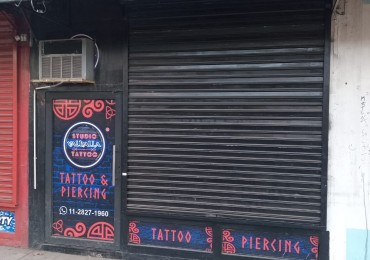 STUDIO
VALHALLA
TATTOO
TATTOO &
PIERCING
11-2827-1960
TATTOO
PIERCING